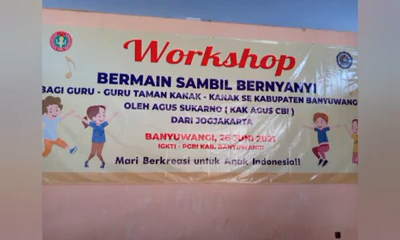 Workshop
BERMAIN SAMBIL BERNYANYI
BAGI GURU - GURU TAMAN KANAK - KANAK SE KABUPATEN BANYUWANGI
OLEH AGUS SUKARNO ( KAK AGUS CBI )
DARI JOGJAKARTA
BANYUWANGI, 26 JUNI 2021
IGKTI - PGRI KAB. BANYUWANGI
Mari Berkreasi untuk Anak Indonesia!!